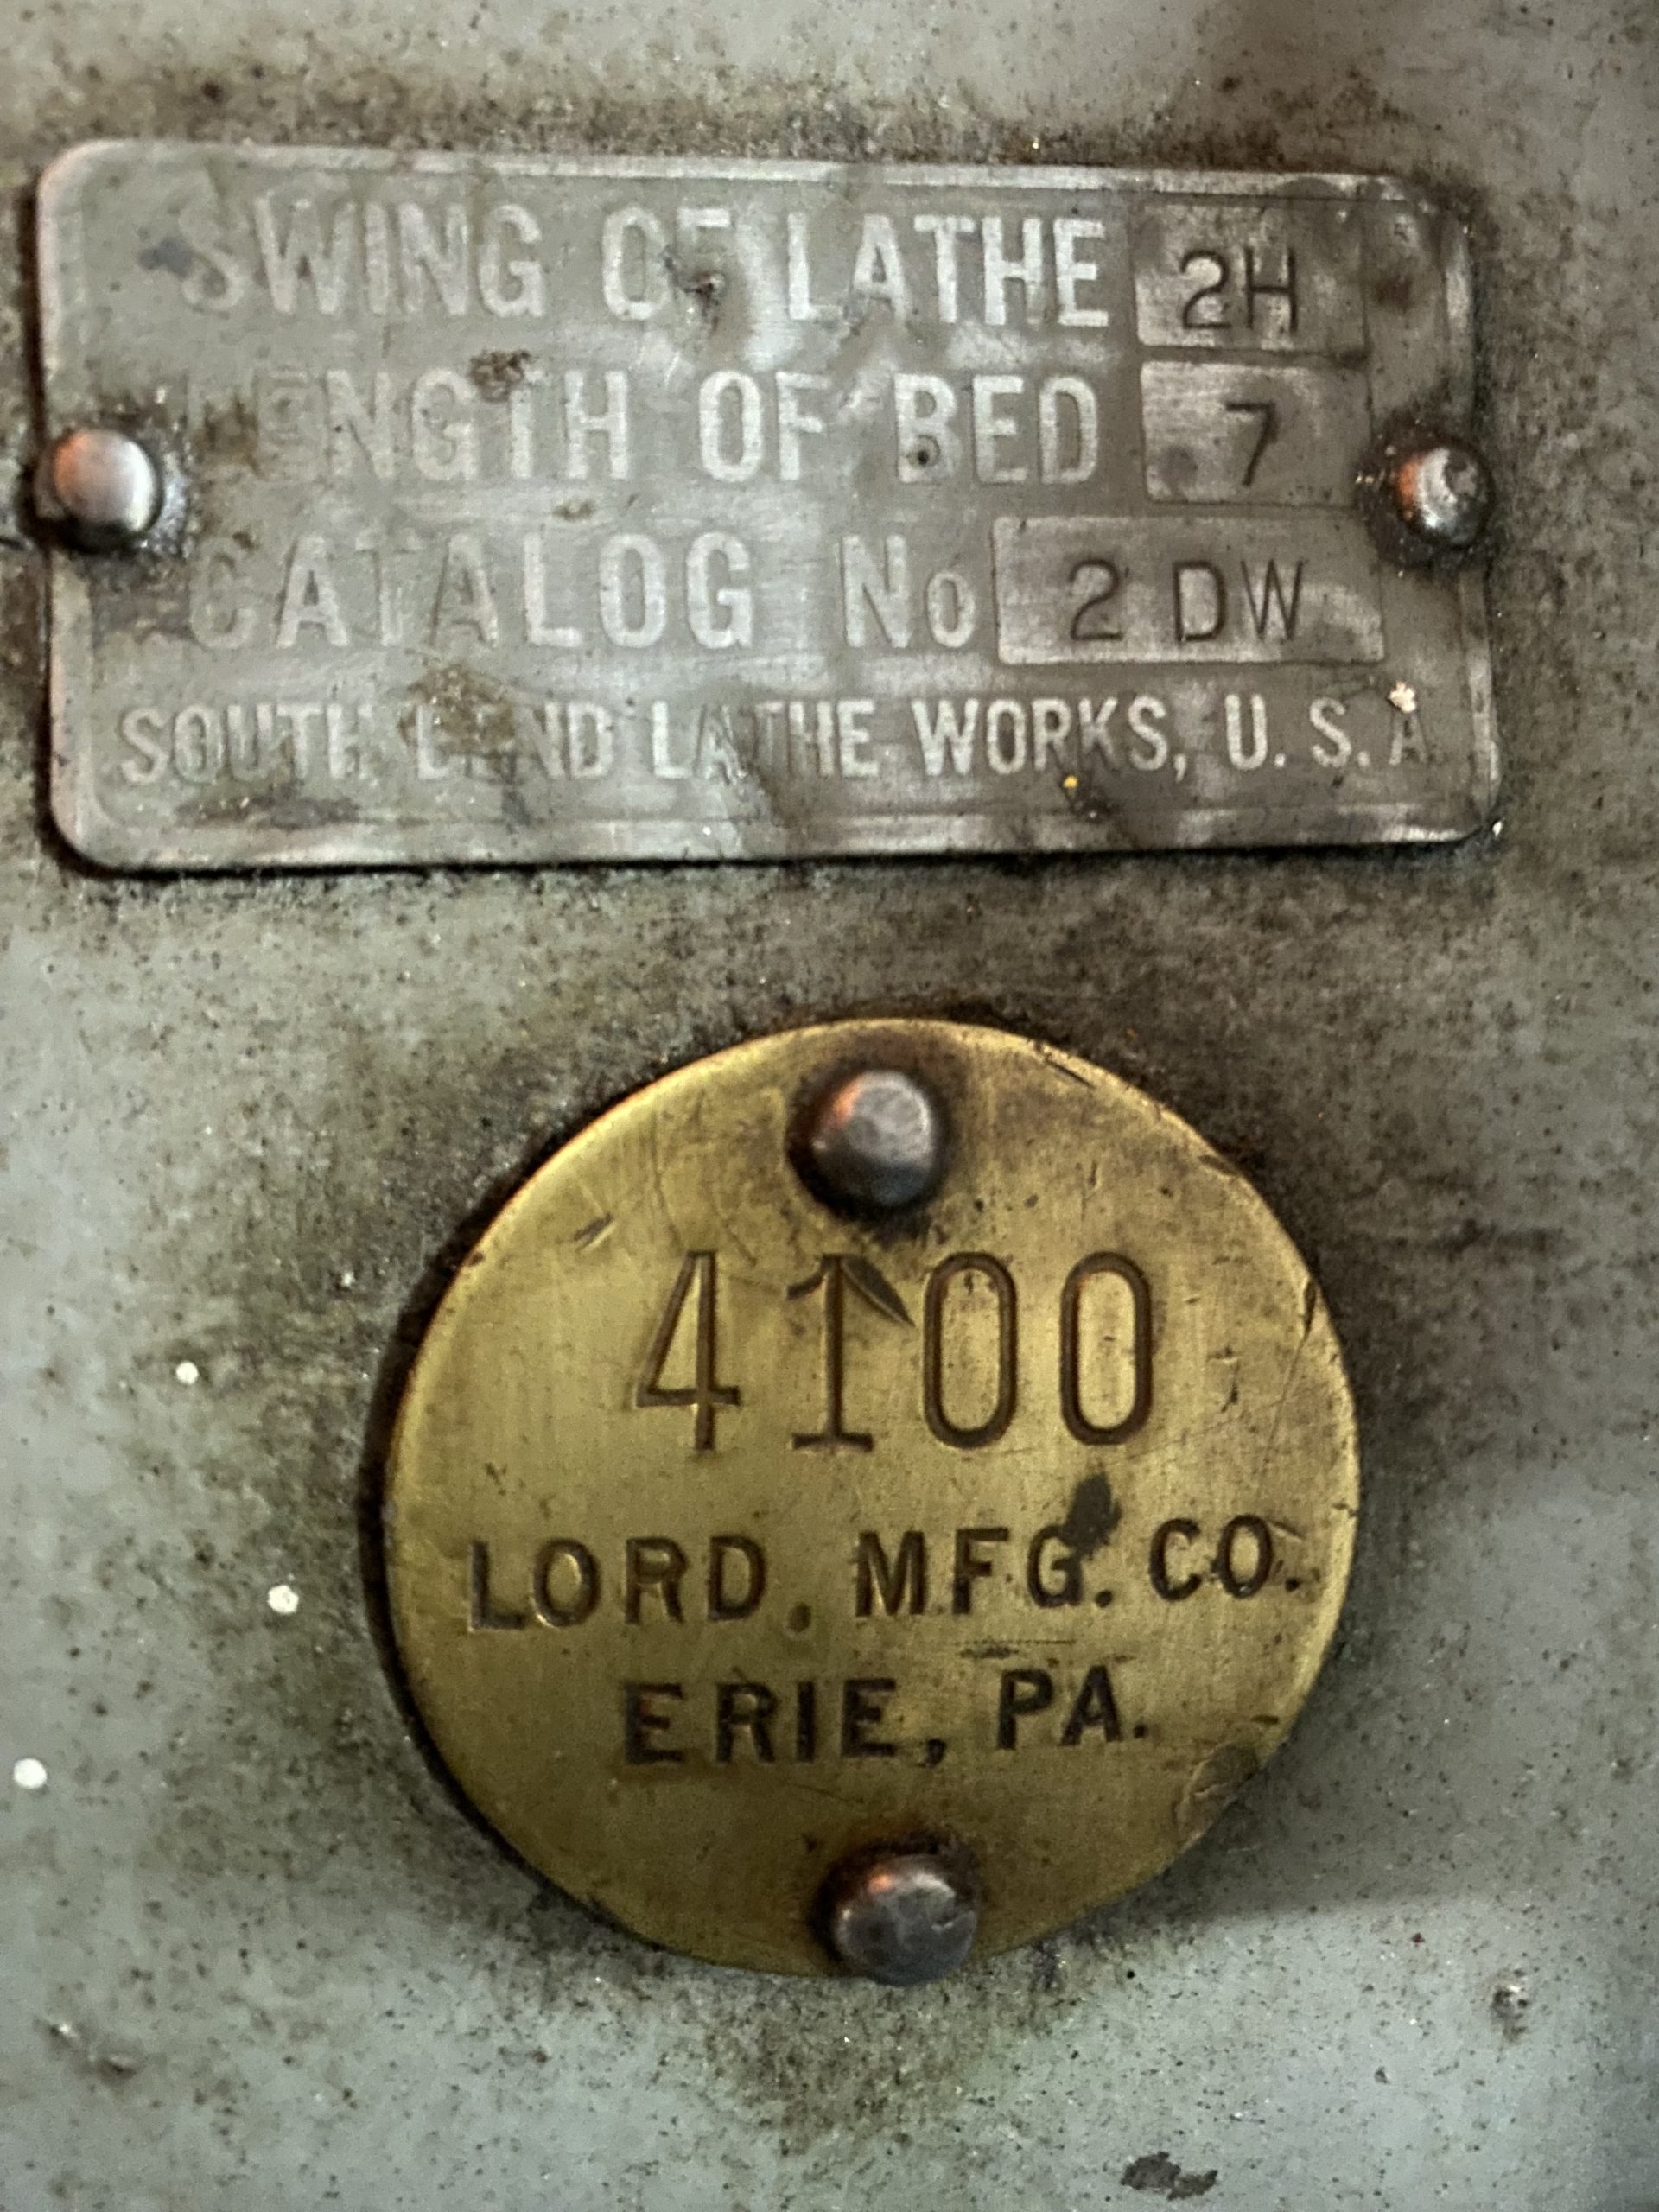 SWING OF LATHE 2H
LENGTH OF BED 7
CATALOG No 2 DW
SOUTH BEND LATHE WORKS, U. S. A
4100
LORD. MFG. CO.
ERIE, PA.